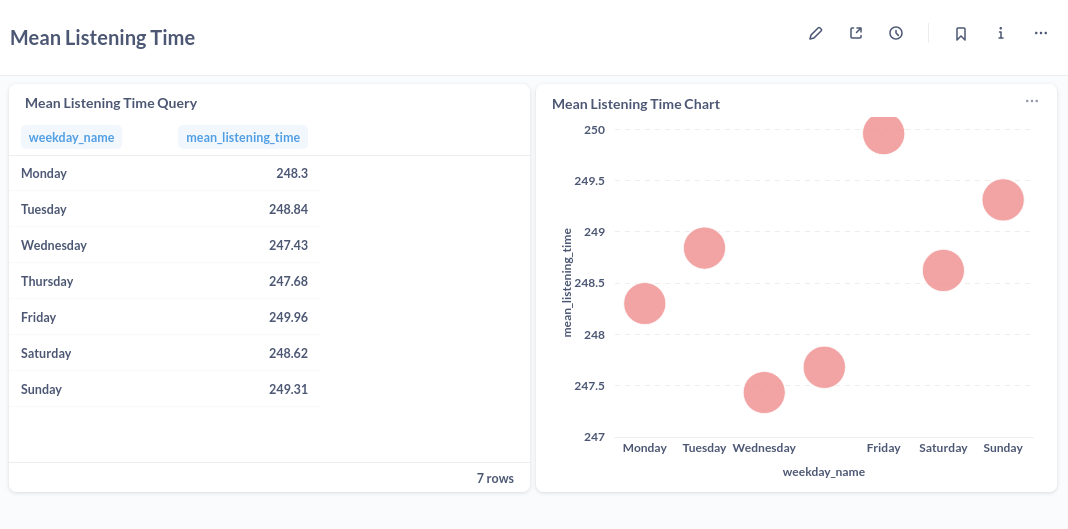 Mean Listening Time
Mean Listening Time Query
weekday_name mean_listening_time
Monday 248.3
Tuesday 248.84
Wednesday 247.43
Thursday 247.68
Friday 249.96
Saturday 248.62
Sunday 249.31
7 rows
Mean Listening Time Chart
250
249.5
249
248.5
248
247.5
247
mean_listening_time
Monday Tuesday Wednesday Friday Saturday Sunday
weekday_name